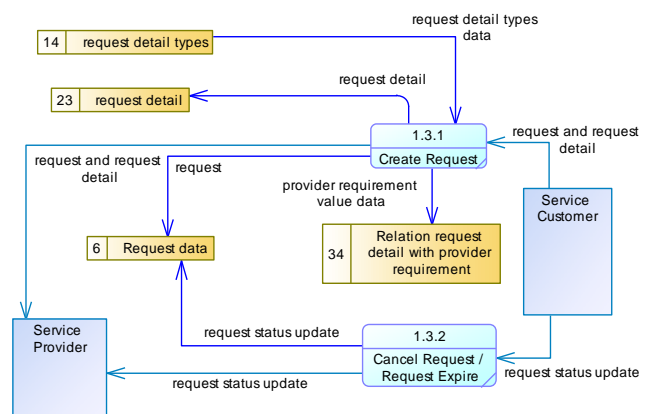 request detail types
data
14 request detail types
request detail
23 request detail
1.3.1
Create Request
request and request
detail
request and request
detail
request
provider requirement
value data
Service
Customer
6 Request data
34
Relation request
detail with provider
requirement
Service
Provider
request status update
1.3.2
Cancel Request /
Request Expire
request status update
request status update